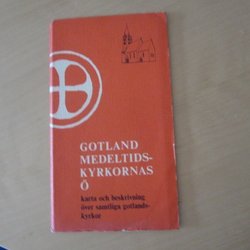 GOTLAND
MEDELTIDS-
KYRKORNAS
Ö
karta och beskrivning
över samtliga gotlands-
kyrkor